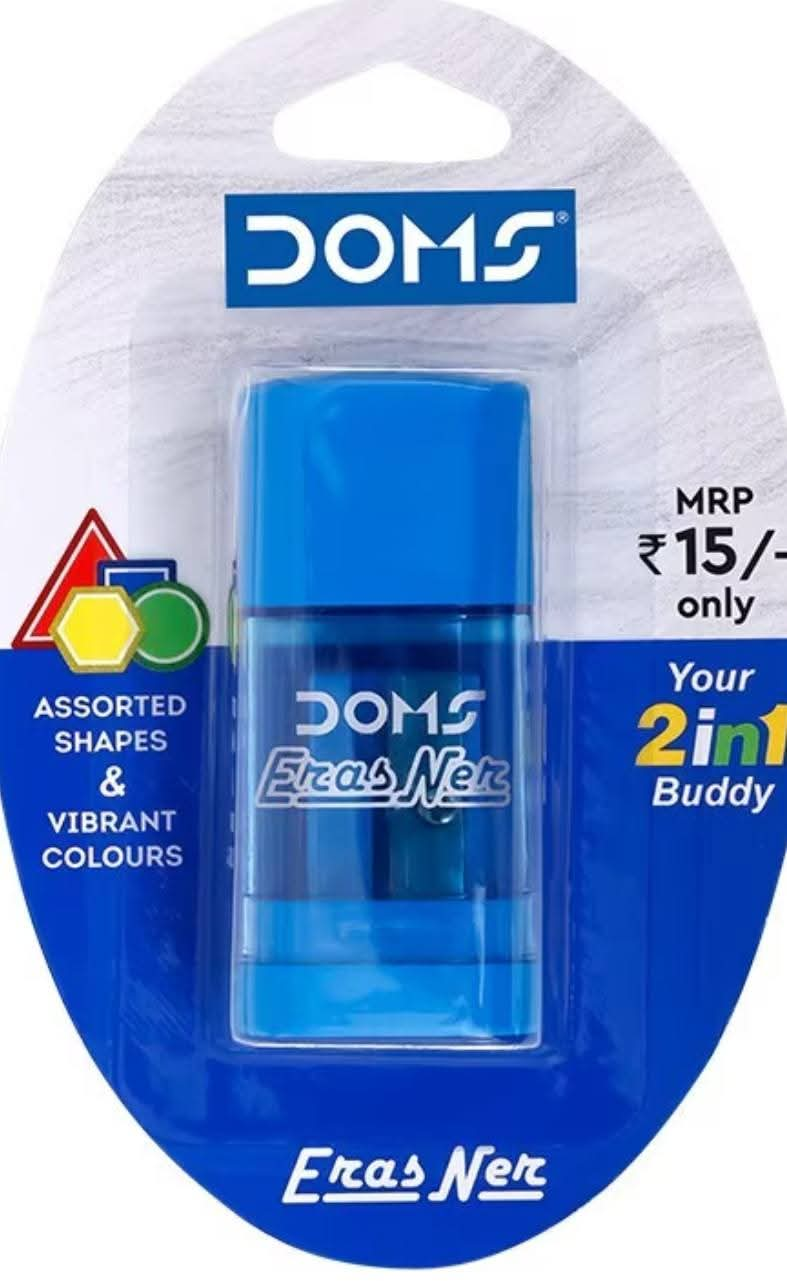 DOMS®
MRP
₹15/-
only
ASSORTED
SHAPES
&
VIBRANT
COLOURS
Your
2in1
Buddy
DOMS
Eras Ner
Eras Ner